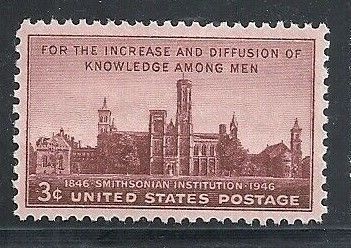 FOR THE INCREASE AND DIFFUSION OF
KNOWLEDGE AMONG MEN
1846 · SMITHSONIAN INSTITUTION · 1946
3¢ UNITED STATES POSTAGE